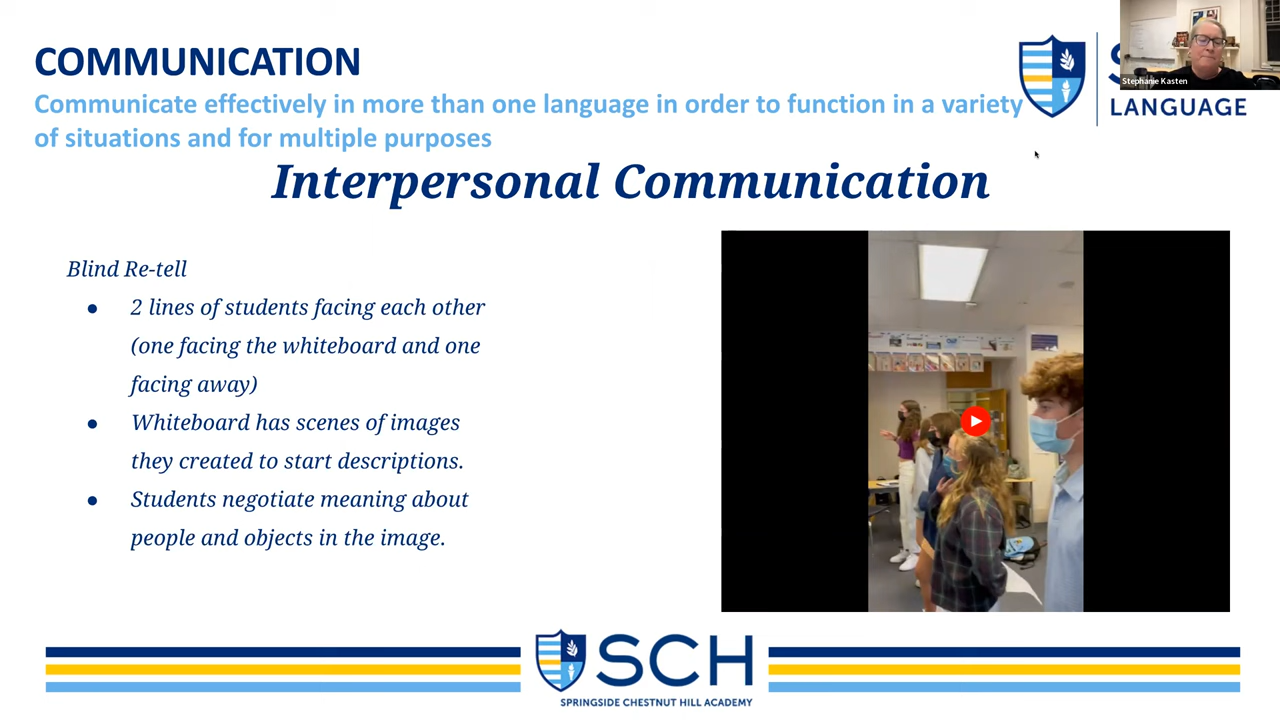 COMMUNICATION
Communicate effectively in more than one language in order to function in a variety
of situations and for multiple purposes
Stephanie Kasten
LANGUAGE
Interpersonal Communication
Blind Re-tell
● 2 lines of students facing each other
(one facing the whiteboard and one
facing away)
● Whiteboard has scenes of images
they created to start descriptions.
● Students negotiate meaning about
people and objects in the image.
SCH
SPRINGSIDE CHESTNUT HILL ACADEMY